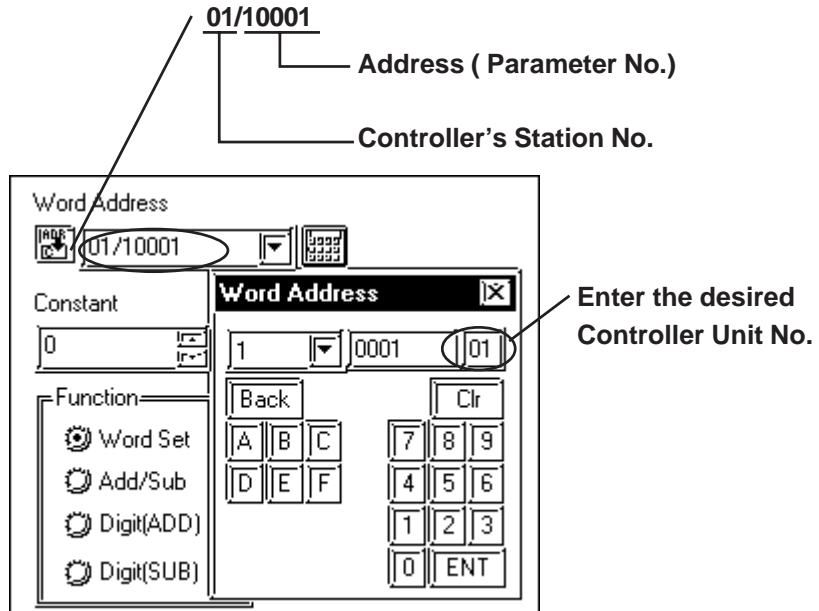 01/10001
Address ( Parameter No.)
Controller's Station No.
Word Address
01/10001
Constant
0
Word Address
1 0001 01
Enter the desired
Controller Unit No.
Back Clr
A B C 7 8 9
D E F 4 5 6
1 2 3
0 ENT
Function
Word Set
Add/Sub
Digit(ADD)
Digit(SUB)